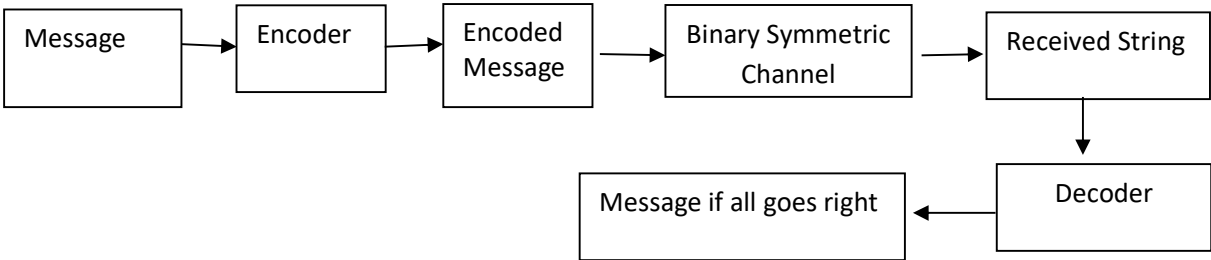 Message
Encoder
Encoded
Message
Binary Symmetric
Channel
Received String
Decoder
Message if all goes right